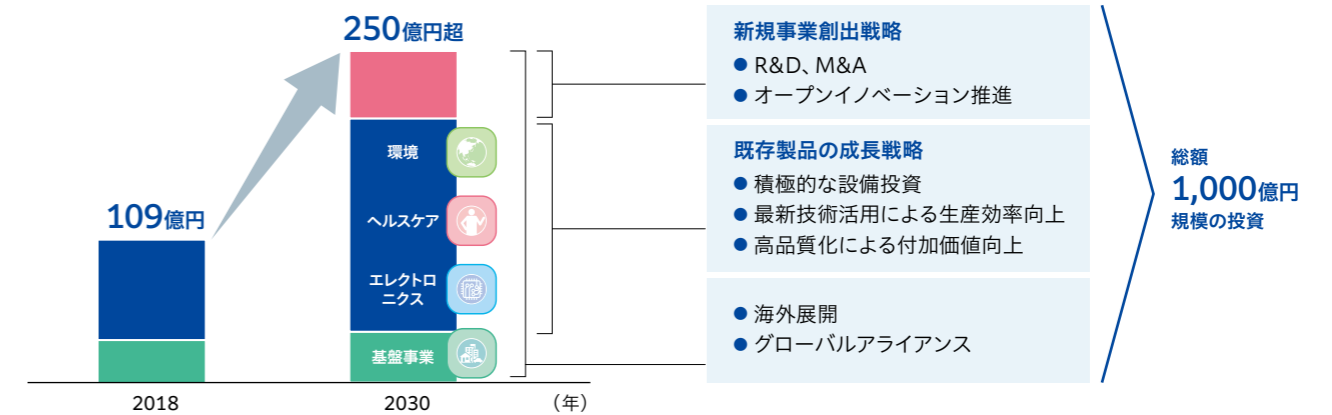 109億円
250億円超
環境
ヘルスケア
エレクトロ
ニクス
基盤事業
2018
2030
（年）
新規事業創出戦略
● R&D、M&A
● オープンイノベーション推進
既存製品の成長戦略
● 積極的な設備投資
● 最新技術活用による生産効率向上
● 高品質化による付加価値向上
● 海外展開
● グローバルアライアンス
総額
1,000億円
規模の投資